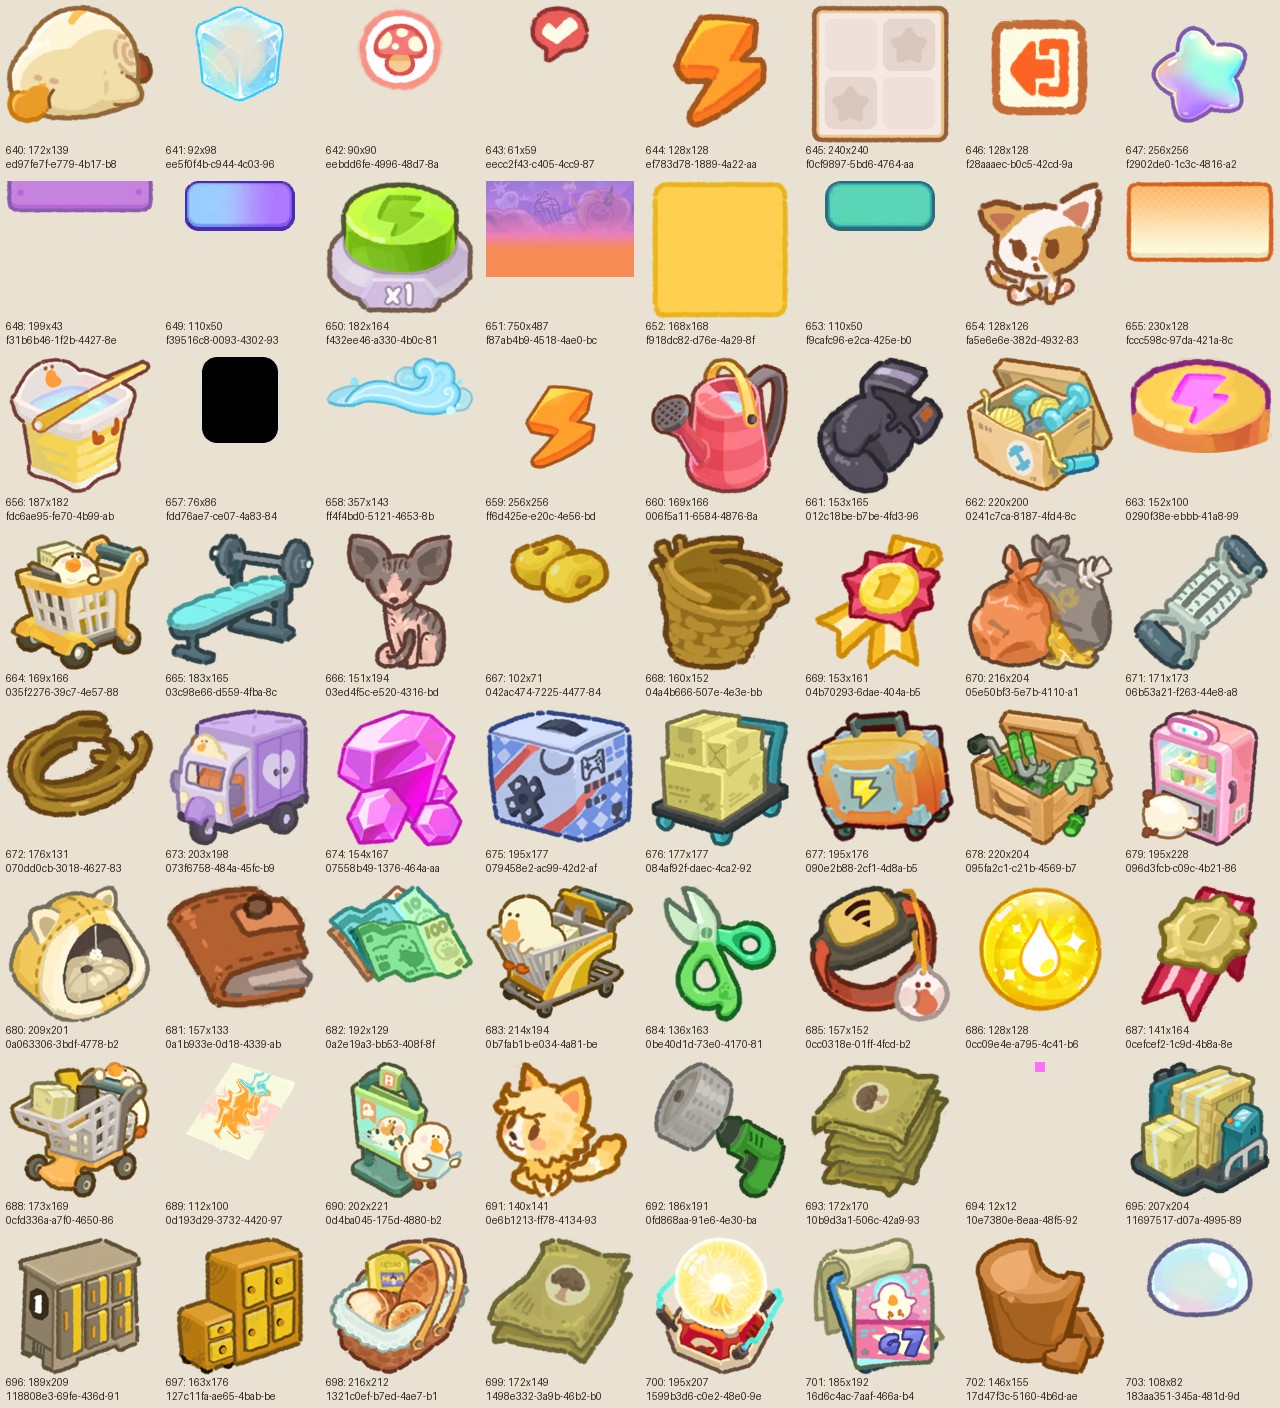 640: 172x139
ed97fe7f-e779-4b17-b8
641: 92x98
ee5f0f4b-c944-4c03-96
642: 90x90
eebdd6fe-4996-48d7-8a
643: 61x59
eecc2f43-c405-4cc9-87
644: 128x128
ef783d78-1889-4a22-aa
645: 240x240
f0cf9897-5bd6-4764-aa
646: 128x128
f28aaaec-b0c5-42cd-9a
647: 256x256
f2902de0-1c3c-4816-a2
x1
648: 199x43
f31b6b46-1f2b-4427-8e
649: 110x50
f39516c8-0093-4302-93
650: 182x164
f432ee46-a330-4b0c-81
651: 750x487
f87ab4b9-4518-4ae0-bc
652: 168x168
f918dc82-d76e-4a29-8f
653: 110x50
f9cafc96-e2ca-425e-b0
654: 128x126
fa5e6e6e-382d-4932-83
655: 230x128
fccc598c-97da-421a-8c
656: 187x182
fdc6ae95-fe70-4b99-ab
657: 76x86
fdd76ae7-ce07-4a83-84
658: 357x143
ff4f4bd0-5121-4653-8b
659: 256x256
ff6d425e-e20c-4e56-bd
660: 169x166
006f5a11-6584-4876-8a
661: 153x165
012c18be-b7be-4fd3-96
662: 220x200
0241c7ca-8187-4fd4-8c
663: 152x100
0290f38e-ebbb-41a8-99
664: 169x166
035f2276-39c7-4e57-88
665: 183x165
03c98e66-d559-4fba-8c
666: 151x194
03ed4f5c-e520-4316-bd
667: 102x71
042ac474-7225-4477-84
668: 160x152
04a4b666-507e-4e3e-bb
669: 153x161
04b70293-6dae-404a-b5
670: 216x204
05e50bf3-5e7b-4110-a1
671: 171x173
06b53a21-f263-44e8-a8
672: 176x131
070dd0cb-3018-4627-83
673: 203x198
073f6758-484a-45fc-b9
674: 154x167
07558b49-1376-464a-aa
675: 195x177
079458e2-ac99-42d2-af
676: 177x177
084af92f-daec-4ca2-92
677: 195x176
090e2b88-2cf1-4d8a-b5
678: 220x204
095fa2c1-c21b-4569-b7
679: 195x228
096d3fcb-c09c-4b21-86
10
100
680: 209x201
0a063306-3bdf-4778-b2
681: 157x133
0a1b933e-0d18-4339-ab
682: 192x129
0a2e19a3-bb53-408f-8f
683: 214x194
0b7fab1b-e034-4a81-be
684: 136x163
0be40d1d-73e0-4170-81
685: 157x152
0cc0318e-01ff-4fcd-b2
686: 128x128
0cc09e4e-a795-4c41-b6
687: 141x164
0cefcef2-1c9d-4b8a-8e
688: 173x169
0cfd336a-a7f0-4650-86
689: 112x100
0d193d29-3732-4420-97
690: 202x221
0d4ba045-175d-4880-b2
691: 140x141
0e6b1213-ff78-4134-93
692: 186x191
0fd868aa-91e6-4e30-ba
693: 172x170
10b9d3a1-506c-42a9-93
694: 12x12
10e7380e-8eaa-48f5-92
695: 207x204
11697517-d07a-4995-89
1
G7
696: 189x209
118808e3-69fe-436d-91
697: 163x176
127c11fa-ae65-4bab-be
698: 216x212
1321c0ef-b7ed-4ae7-b1
699: 172x149
1498e332-3a9b-46b2-b0
700: 195x207
1599b3d6-c0e2-48e0-9e
701: 185x192
16d6c4ac-7aaf-466a-b4
702: 146x155
17d47f3c-5160-4b6d-ae
703: 108x82
183aa351-345a-481d-9d